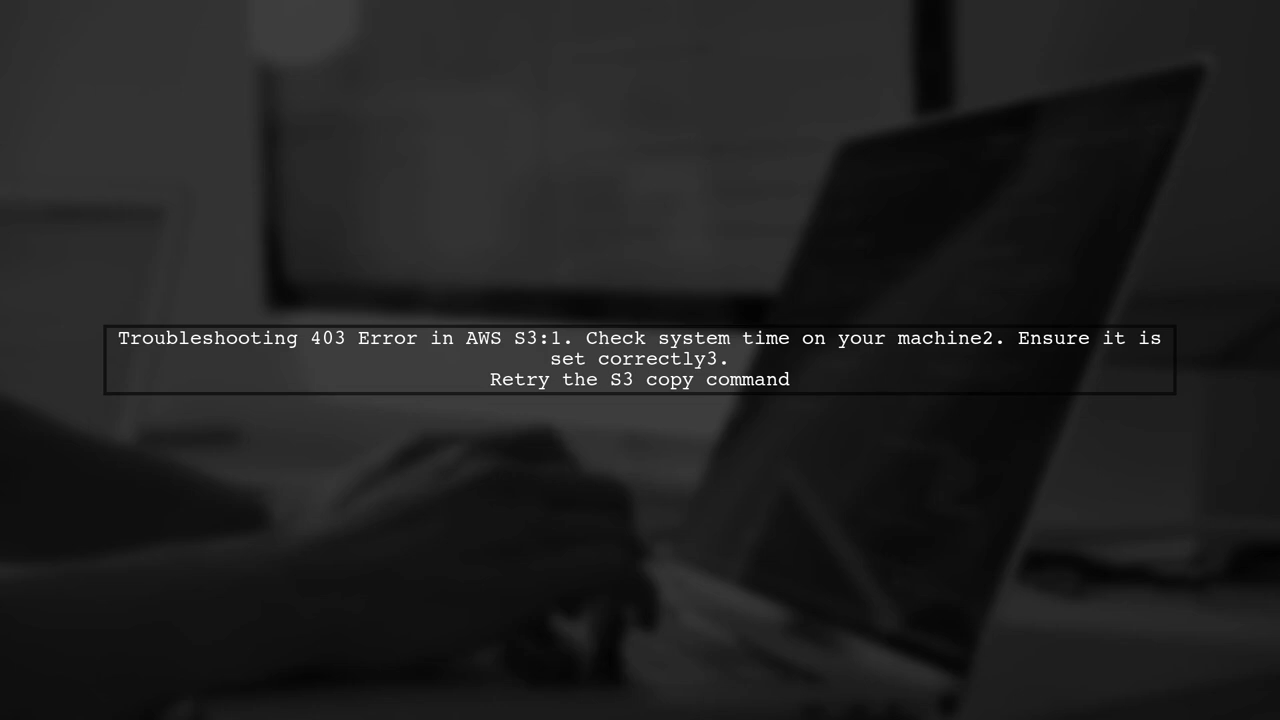 Troubleshooting 403 Error in AWS S3:1. Check system time on your machine2. Ensure it is
set correctly3.
Retry the S3 copy command